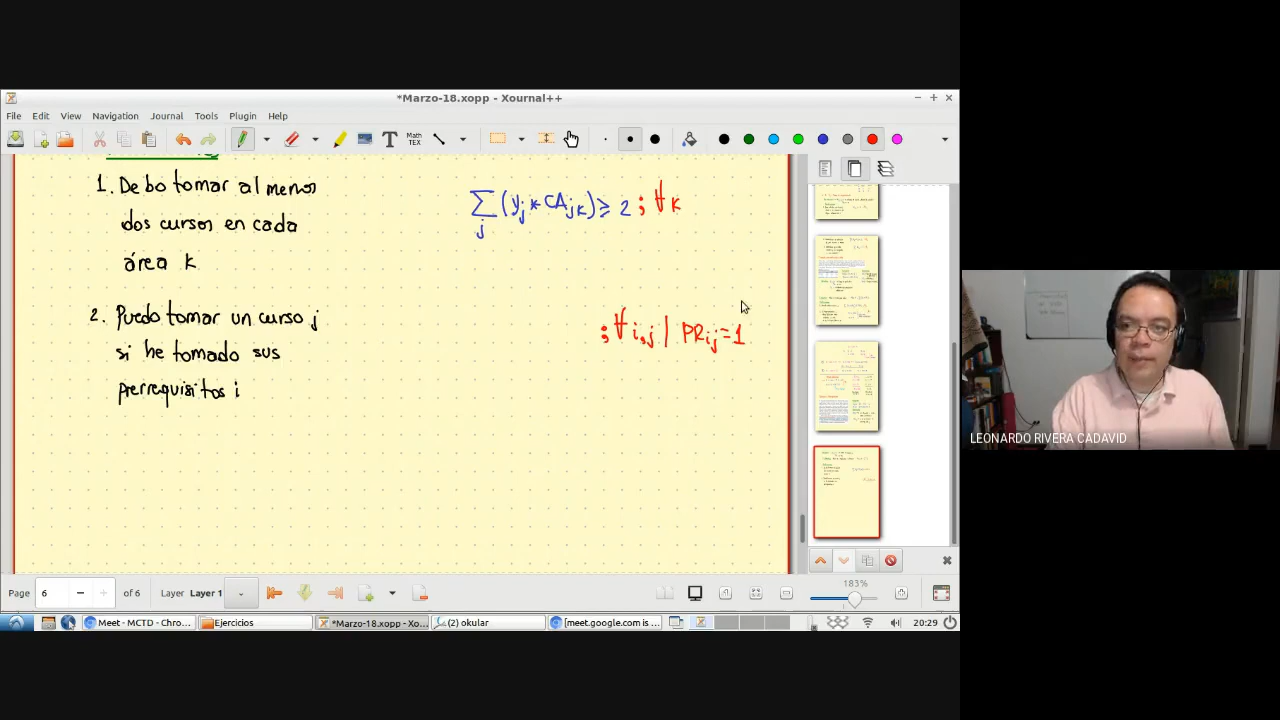 *Marzo-18.xopp - Xournal++
File Edit View Navigation Journal Tools Plugin Help
T Math TEX
1. Debo tomar al menos
dos cursos en cada
área k
∑ (yj * CAjk) ≥ 2 ; ∀k
j
2. Puedo tomar un curso j
si he tomado sus
prerrequisitos i
; ∀ i,j | PRij = 1
LEONARDO RIVERA CADAVID
183%
Page 6 of 6 Layer Layer 1
Meet - MCTD - Chro... Ejercicios *Marzo-18.xopp - Xo... (2) okular [meet.google.com is ... 20:29